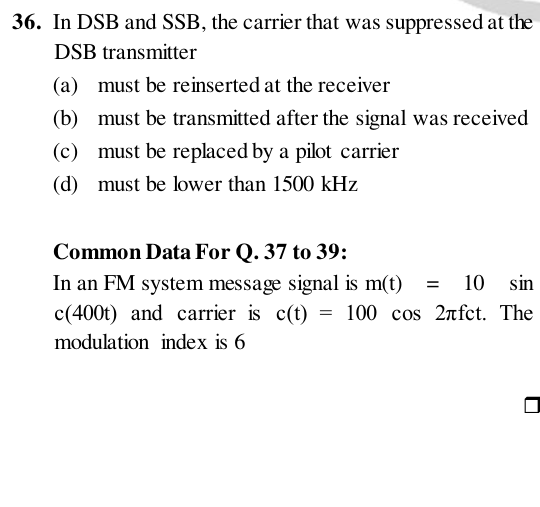 36. In DSB and SSB, the carrier that was suppressed at the
DSB transmitter
(a) must be reinserted at the receiver
(b) must be transmitted after the signal was received
(c) must be replaced by a pilot carrier
(d) must be lower than 1500 kHz
Common Data For Q. 37 to 39:
In an FM system message signal is m(t) = 10 sin
c(400t) and carrier is c(t) = 100 cos 2πfct. The
modulation index is 6